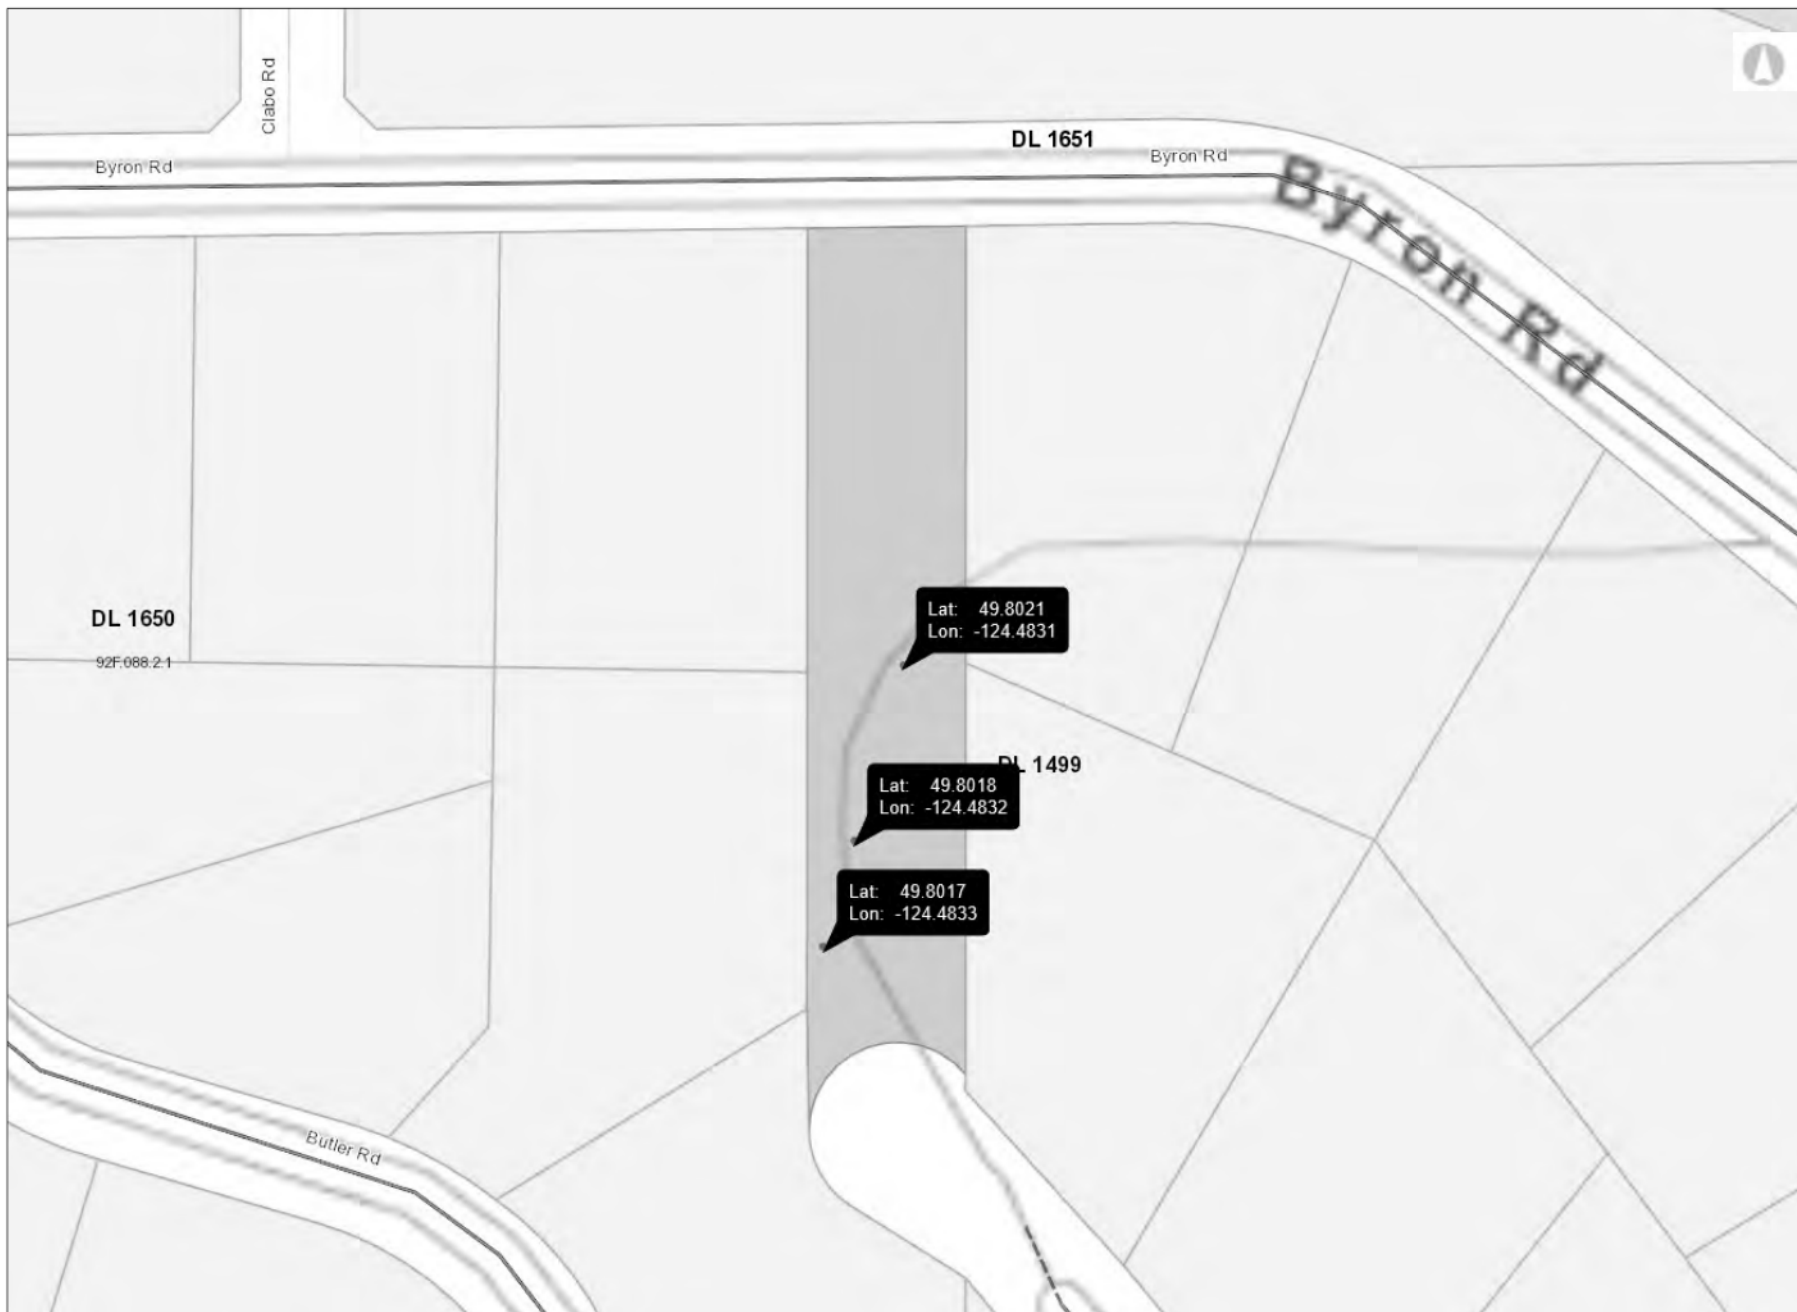 Clabo Rd
DL 1651
Byron Rd
Byron Rd
Byron Rd
Lat: 49.8021
Lon: -124.4831
DL 1650
92F.088.2.1
DL 1499
Lat: 49.8018
Lon: -124.4832
Lat: 49.8017
Lon: -124.4833
Butler Rd